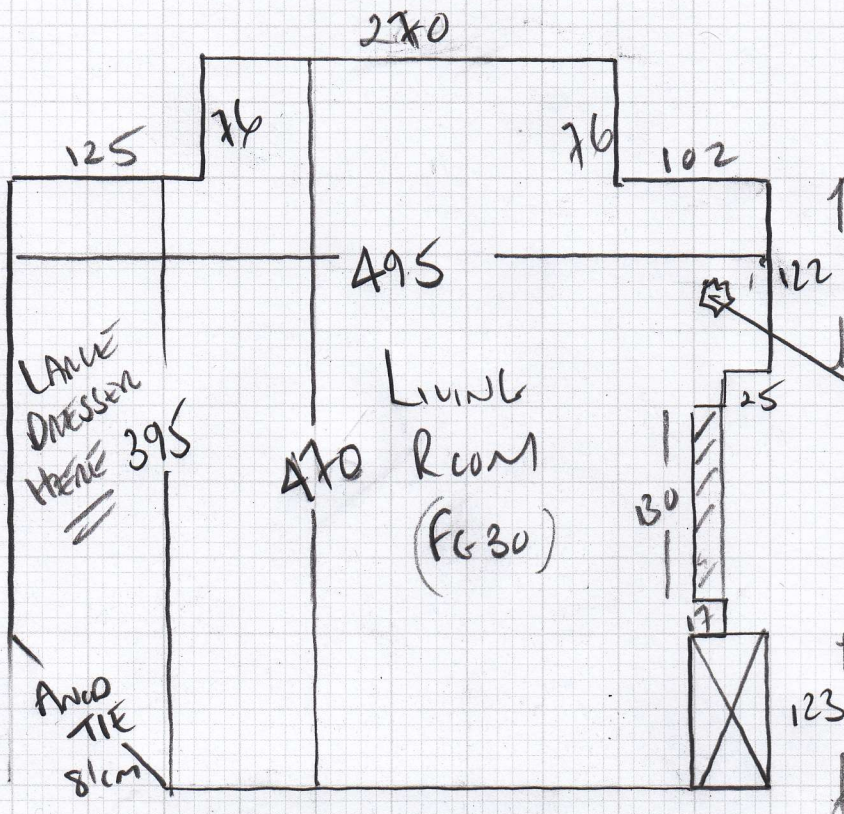 270
76
76
125
102
495
122
LARGE
DRESSER
HERE
395
LIVING
ROOM
(FG30)
470
25
130
17
AND
TIE
81cm
123